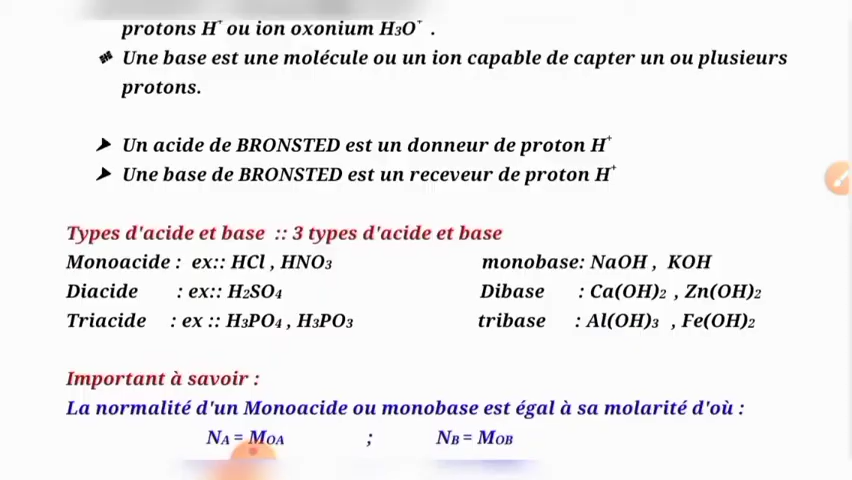 protons H⁺ ou ion oxonium H₃O⁺ .
Une base est une molécule ou un ion capable de capter un ou plusieurs
protons.
Un acide de BRONSTED est un donneur de proton H⁺
Une base de BRONSTED est un receveur de proton H⁺
Types d'acide et base :: 3 types d'acide et base
Monoacide : ex:: HCl , HNO₃ monobase: NaOH , KOH
Diacide : ex:: H₂SO₄ Dibase : Ca(OH)₂ , Zn(OH)₂
Triacide : ex :: H₃PO₄ , H₃PO₃ tribase : Al(OH)₃ , Fe(OH)₂
Important à savoir :
La normalité d'un Monoacide ou monobase est égal à sa molarité d'où :
NA = MOA ; NB = MOB